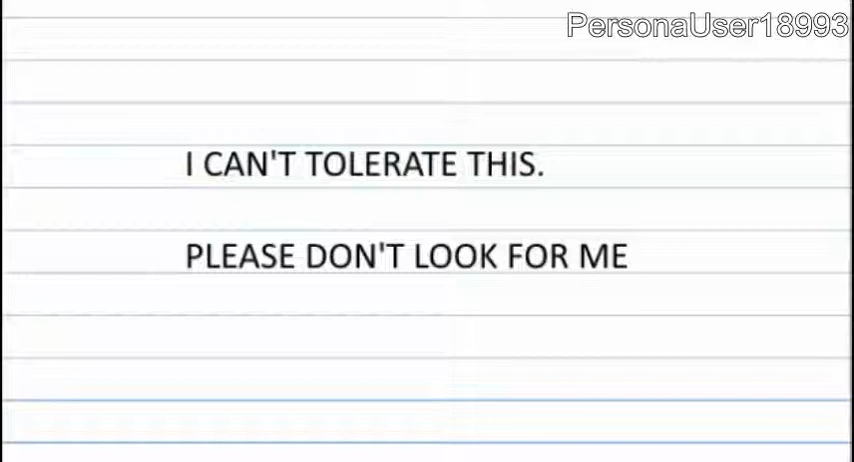 PersonaUser18993
I CAN'T TOLERATE THIS.
PLEASE DON'T LOOK FOR ME